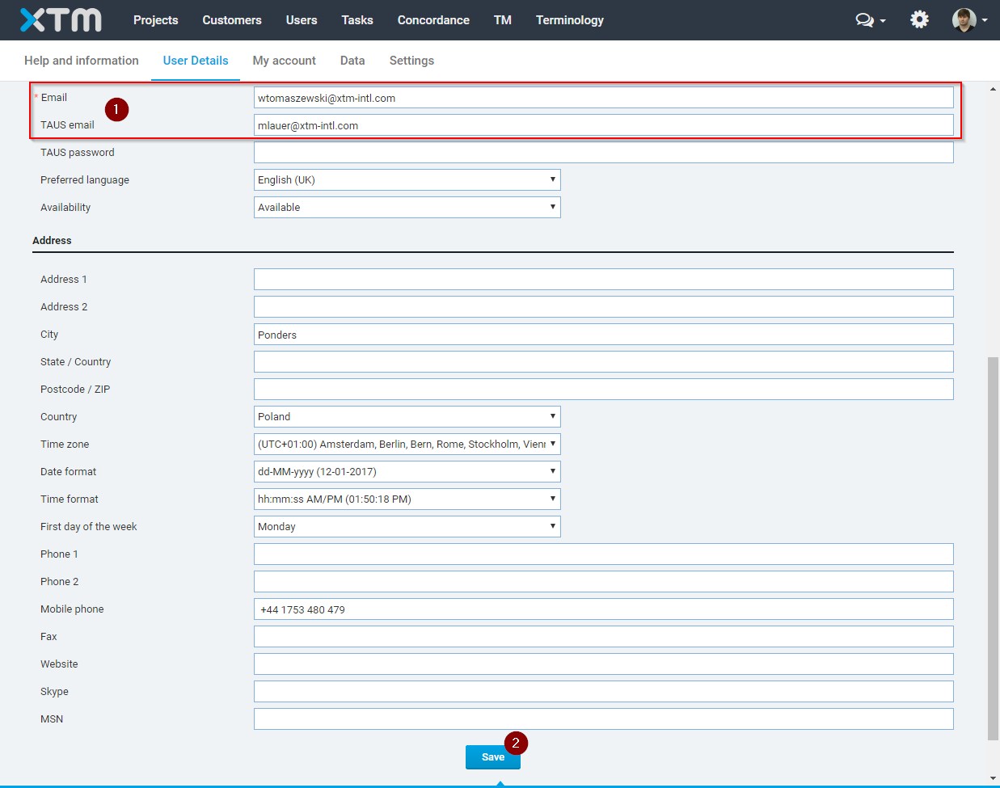 XTM Projects Customers Users Tasks Concordance TM Terminology
Help and information User Details My account Data Settings
* Email wtomaszewski@xtm-intl.com
1
TAUS email mlauer@xtm-intl.com
TAUS password
Preferred language English (UK)
Availability Available
Address
Address 1
Address 2
City Ponders
State / Country
Postcode / ZIP
Country Poland
Time zone (UTC+01:00) Amsterdam, Berlin, Bern, Rome, Stockholm, Vien
Date format dd-MM-yyyy (12-01-2017)
Time format hh:mm:ss AM/PM (01:50:18 PM)
First day of the week Monday
Phone 1
Phone 2
Mobile phone +44 1753 480 479
Fax
Website
Skype
MSN
2
Save